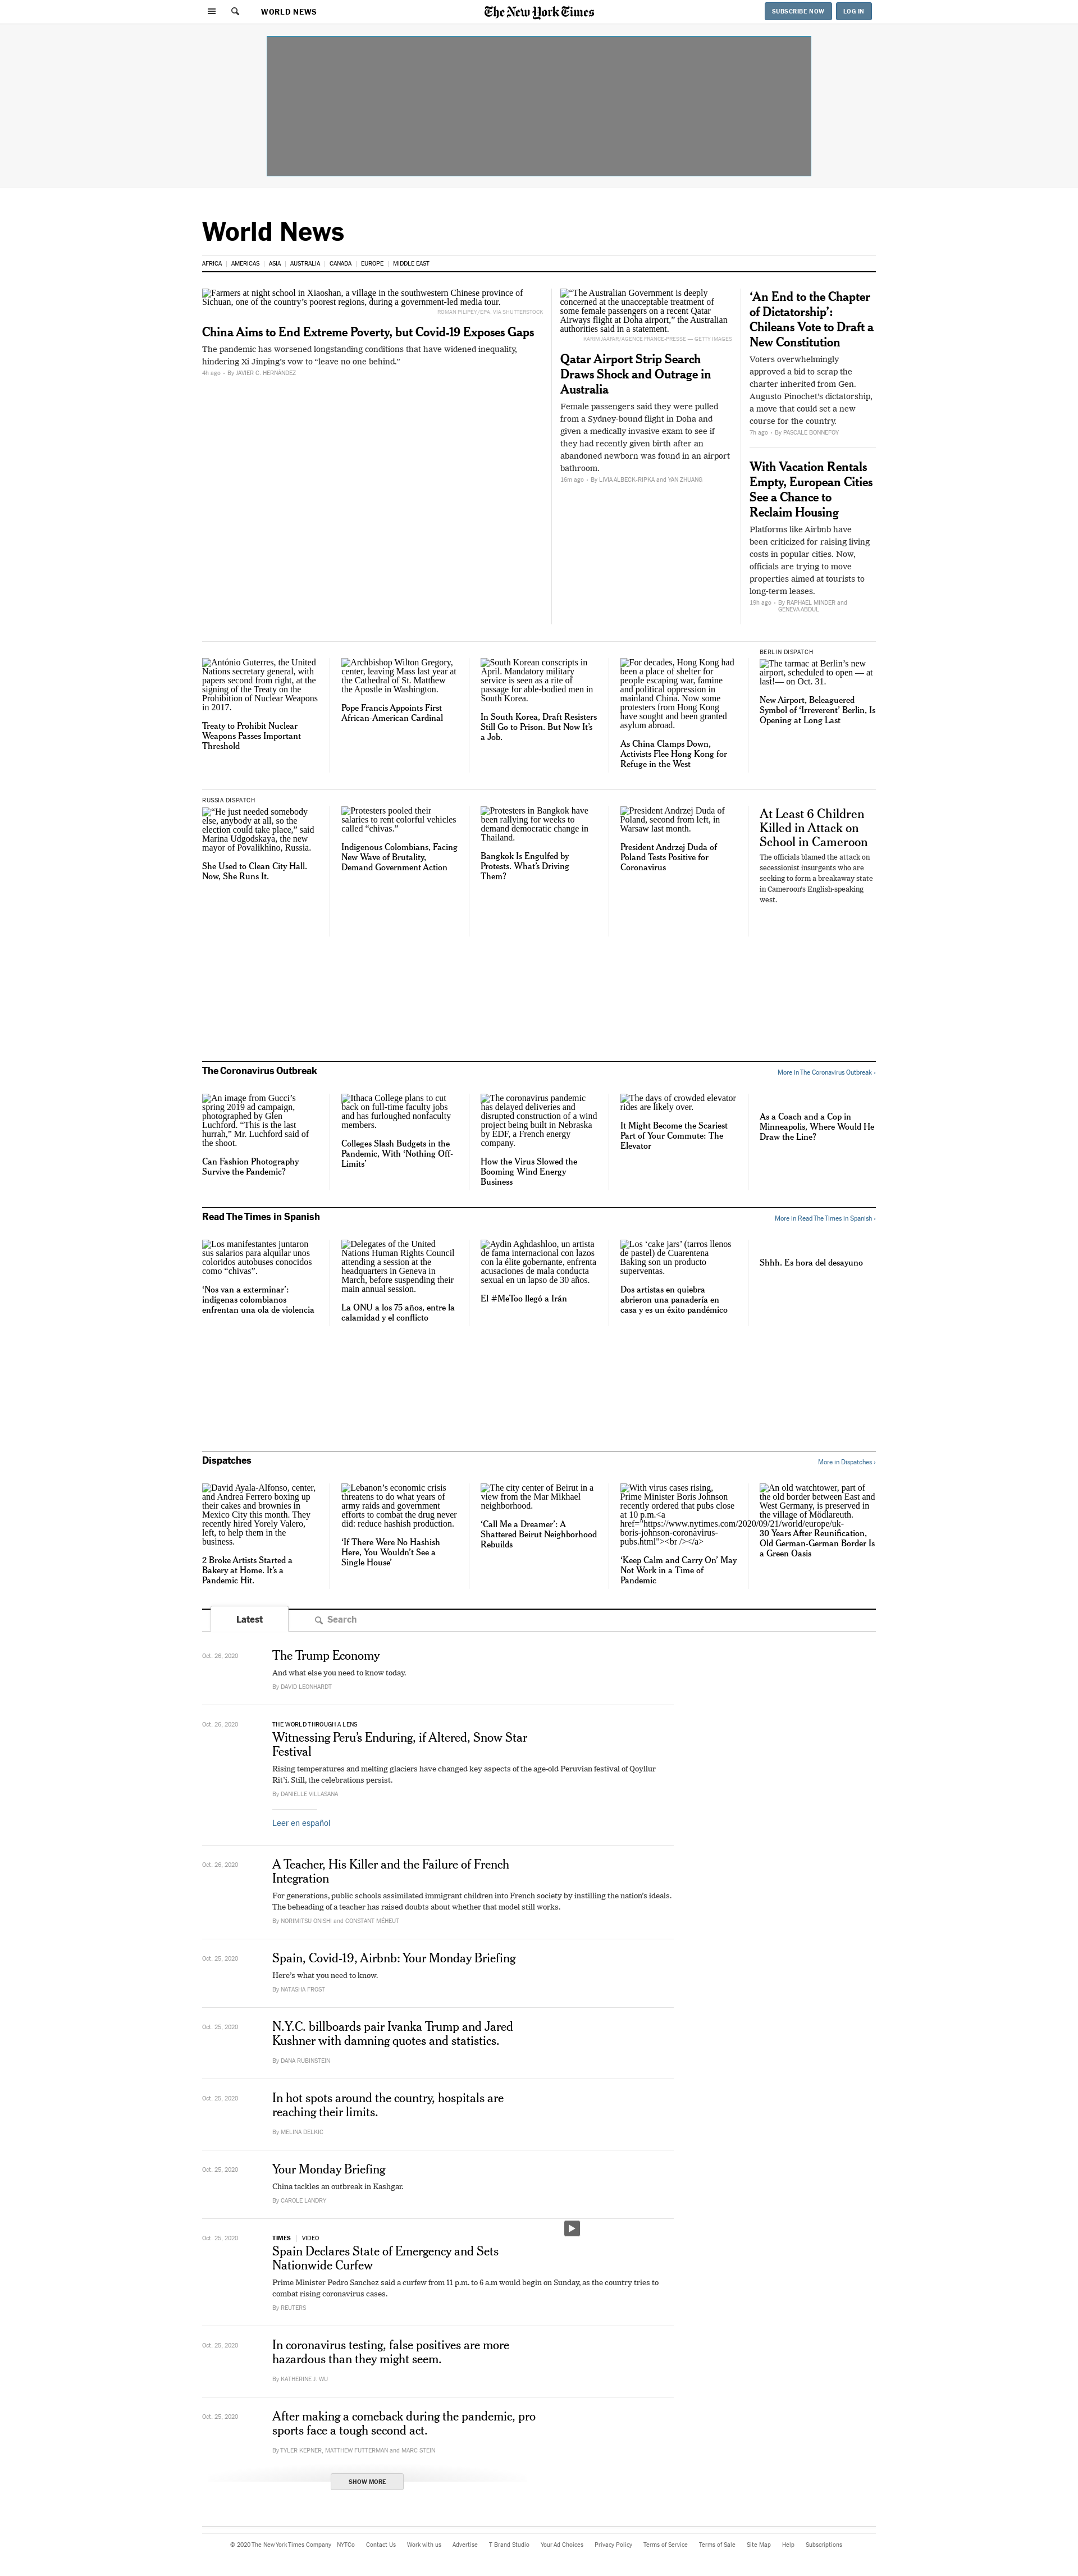 WORLD NEWS
The New York Times
SUBSCRIBE NOW
LOG IN
World News
AFRICA
AMERICAS
ASIA
AUSTRALIA
CANADA
EUROPE
MIDDLE EAST
Farmers at night school in Xiaoshan, a village in the southwestern Chinese province of
Sichuan, one of the country’s poorest regions, during a government-led media tour.
ROMAN PILIPEY/EPA, VIA SHUTTERSTOCK
China Aims to End Extreme Poverty, but Covid-19 Exposes Gaps
The pandemic has worsened longstanding conditions that have widened inequality,
hindering Xi Jinping’s vow to “leave no one behind.”
4h ago · By JAVIER C. HERNÁNDEZ
“The Australian Government is deeply
concerned at the unacceptable treatment of
some female passengers on a recent Qatar
Airways flight at Doha airport,” the Australian
authorities said in a statement.
KARIM JAAFAR/AGENCE FRANCE-PRESSE — GETTY IMAGES
Qatar Airport Strip Search
Draws Shock and Outrage in
Australia
Female passengers said they were pulled
from a Sydney-bound flight in Doha and
given a medically invasive exam to see if
they had recently given birth after an
abandoned newborn was found in an airport
bathroom.
16m ago · By LIVIA ALBECK-RIPKA and YAN ZHUANG
‘An End to the Chapter
of Dictatorship’:
Chileans Vote to Draft a
New Constitution
Voters overwhelmingly
approved a bid to scrap the
charter inherited from Gen.
Augusto Pinochet’s dictatorship,
a move that could set a new
course for the country.
7h ago · By PASCALE BONNEFOY
With Vacation Rentals
Empty, European Cities
See a Chance to
Reclaim Housing
Platforms like Airbnb have
been criticized for raising living
costs in popular cities. Now,
officials are trying to move
properties aimed at tourists to
long-term leases.
18h ago · By RAPHAEL MINDER and
GENEVA ABDUL
António Guterres, the United
Nations secretary general, with
papers second from right, at the
signing of the Treaty on the
Prohibition of Nuclear Weapons
in 2017.
Treaty to Prohibit Nuclear
Weapons Passes Important
Threshold
Archbishop Wilton Gregory,
center, leaving Mass last year at
the Cathedral of St. Matthew
the Apostle in Washington.
Pope Francis Appoints First
African-American Cardinal
South Korean conscripts in
April. Mandatory military
service is seen as a rite of
passage for able-bodied men in
South Korea.
In South Korea, Draft Resisters
Still Go to Prison. But Now It’s
a Job.
For decades, Hong Kong had
been a place of shelter for
people escaping war, famine
and political oppression in
mainland China. Now some
protesters from Hong Kong
have sought and been granted
asylum abroad.
As China Clamps Down,
Activists Flee Hong Kong for
Refuge in the West
BERLIN DISPATCH
The tarmac at Berlin’s new
airport, scheduled to open — at
last!— on Oct. 31.
New Airport, Beleaguered
Symbol of ‘Irreverent’ Berlin, Is
Opening at Long Last
RUSSIA DISPATCH
“He just needed somebody
else, anybody at all, so the
election could take place,” said
Marina Udgodskaya, the new
mayor of Povalikhino, Russia.
She Used to Clean City Hall.
Now, She Runs It.
Protesters pooled their
salaries to rent colorful vehicles
called “chivas.”
Indigenous Colombians, Facing
New Wave of Brutality,
Demand Government Action
Protesters in Bangkok have
been rallying for weeks to
demand democratic change in
Thailand.
Bangkok Is Engulfed by
Protests. What’s Driving
Them?
President Andrzej Duda of
Poland, second from left, in
Warsaw last month.
President Andrzej Duda of
Poland Tests Positive for
Coronavirus
At Least 6 Children
Killed in Attack on
School in Cameroon
The officials blamed the attack on
secessionist insurgents who are
seeking to form a breakaway state
in Cameroon’s English-speaking
west.
The Coronavirus Outbreak
More in The Coronavirus Outbreak ›
An image from Gucci’s
spring 2019 ad campaign,
photographed by Glen
Luchford. “This is the last
hurrah,” Mr. Luchford said of
the shoot.
Can Fashion Photography
Survive the Pandemic?
Ithaca College plans to cut
back on full-time faculty jobs
and has furloughed nonfaculty
members.
Colleges Slash Budgets in the
Pandemic, With ‘Nothing Off-
Limits’
The coronavirus pandemic
has delayed deliveries and
disrupted construction of a wind
project being built in Nebraska
by EDF, a French energy
company.
How the Virus Slowed the
Booming Wind Energy
Business
The days of crowded elevator
rides are likely over.
It Might Become the Scariest
Part of Your Commute: The
Elevator
As a Coach and a Cop in
Minneapolis, Where Would He
Draw the Line?
Read The Times in Spanish
More in Read The Times in Spanish ›
Los manifestantes juntaron
sus salarios para alquilar unos
coloridos autobuses conocidos
como “chivas”.
‘Nos van a exterminar’:
indígenas colombianos
enfrentan una ola de violencia
Delegates of the United
Nations Human Rights Council
attending a session at the
headquarters in Geneva in
March, before suspending their
main annual session.
La ONU a los 75 años, entre la
calamidad y el conflicto
Aydin Aghdashloo, un artista
de fama internacional con lazos
con la élite gobernante, enfrenta
acusaciones de mala conducta
sexual en un lapso de 30 años.
El #MeToo llegó a Irán
Los ‘cake jars’ (tarros llenos
de pastel) de Cuarentena
Baking son un producto
superventas.
Dos artistas en quiebra
abrieron una panadería en
casa y es un éxito pandémico
Shhh. Es hora del desayuno
Dispatches
More in Dispatches ›
David Ayala-Alfonso, center,
and Andrea Ferrero boxing up
their cakes and brownies in
Mexico City this month. They
recently hired Yorely Valero,
left, to help them in the
business.
2 Broke Artists Started a
Bakery at Home. It’s a
Pandemic Hit.
Lebanon’s economic crisis
threatens to do what years of
army raids and government
efforts to combat the drug never
did: reduce hashish production.
‘If There Were No Hashish
Here, You Wouldn’t See a
Single House’
The city center of Beirut in a
view from the Mar Mikhael
neighborhood.
‘Call Me a Dreamer’: A
Shattered Beirut Neighborhood
Rebuilds
With virus cases rising,
Prime Minister Boris Johnson
recently ordered that pubs close
at 10 p.m.<a
href="https://www.nytimes.com/2020/09/21/world/europe/uk-
boris-johnson-coronavirus-
pubs.html"><br /></a>
‘Keep Calm and Carry On’ May
Not Work in a Time of
Pandemic
An old watchtower, part of
the old border between East and
West Germany, is preserved in
the village of Mödlareuth.
30 Years After Reunification,
Old German-German Border Is
a Green Oasis
Latest
Search
Oct. 26, 2020
The Trump Economy
And what else you need to know today.
By DAVID LEONHARDT
Oct. 26, 2020
THE WORLD THROUGH A LENS
Witnessing Peru’s Enduring, if Altered, Snow Star
Festival
Rising temperatures and melting glaciers have changed key aspects of the age-old Peruvian festival of Qoyllur
Rit’i. Still, the celebrations persist.
By DANIELLE VILLASANA
Leer en español
Oct. 26, 2020
A Teacher, His Killer and the Failure of French
Integration
For generations, public schools assimilated immigrant children into French society by instilling the nation’s ideals.
The beheading of a teacher has raised doubts about whether that model still works.
By NORIMITSU ONISHI and CONSTANT MÉHEUT
Oct. 25, 2020
Spain, Covid-19, Airbnb: Your Monday Briefing
Here’s what you need to know.
By NATASHA FROST
Oct. 25, 2020
N.Y.C. billboards pair Ivanka Trump and Jared
Kushner with damning quotes and statistics.
By DANA RUBINSTEIN
Oct. 25, 2020
In hot spots around the country, hospitals are
reaching their limits.
By MELINA DELKIC
Oct. 25, 2020
Your Monday Briefing
China tackles an outbreak in Kashgar.
By CAROLE LANDRY
Oct. 25, 2020
TIMES | VIDEO
Spain Declares State of Emergency and Sets
Nationwide Curfew
Prime Minister Pedro Sanchez said a curfew from 11 p.m. to 6 a.m would begin on Sunday, as the country tries to
combat rising coronavirus cases.
By REUTERS
Oct. 25, 2020
In coronavirus testing, false positives are more
hazardous than they might seem.
By KATHERINE J. WU
Oct. 25, 2020
After making a comeback during the pandemic, pro
sports face a tough second act.
By TYLER KEPNER, MATTHEW FUTTERMAN and MARC STEIN
SHOW MORE
© 2020 The New York Times Company
NYTCo
Contact Us
Work with us
Advertise
T Brand Studio
Your Ad Choices
Privacy Policy
Terms of Service
Terms of Sale
Site Map
Help
Subscriptions